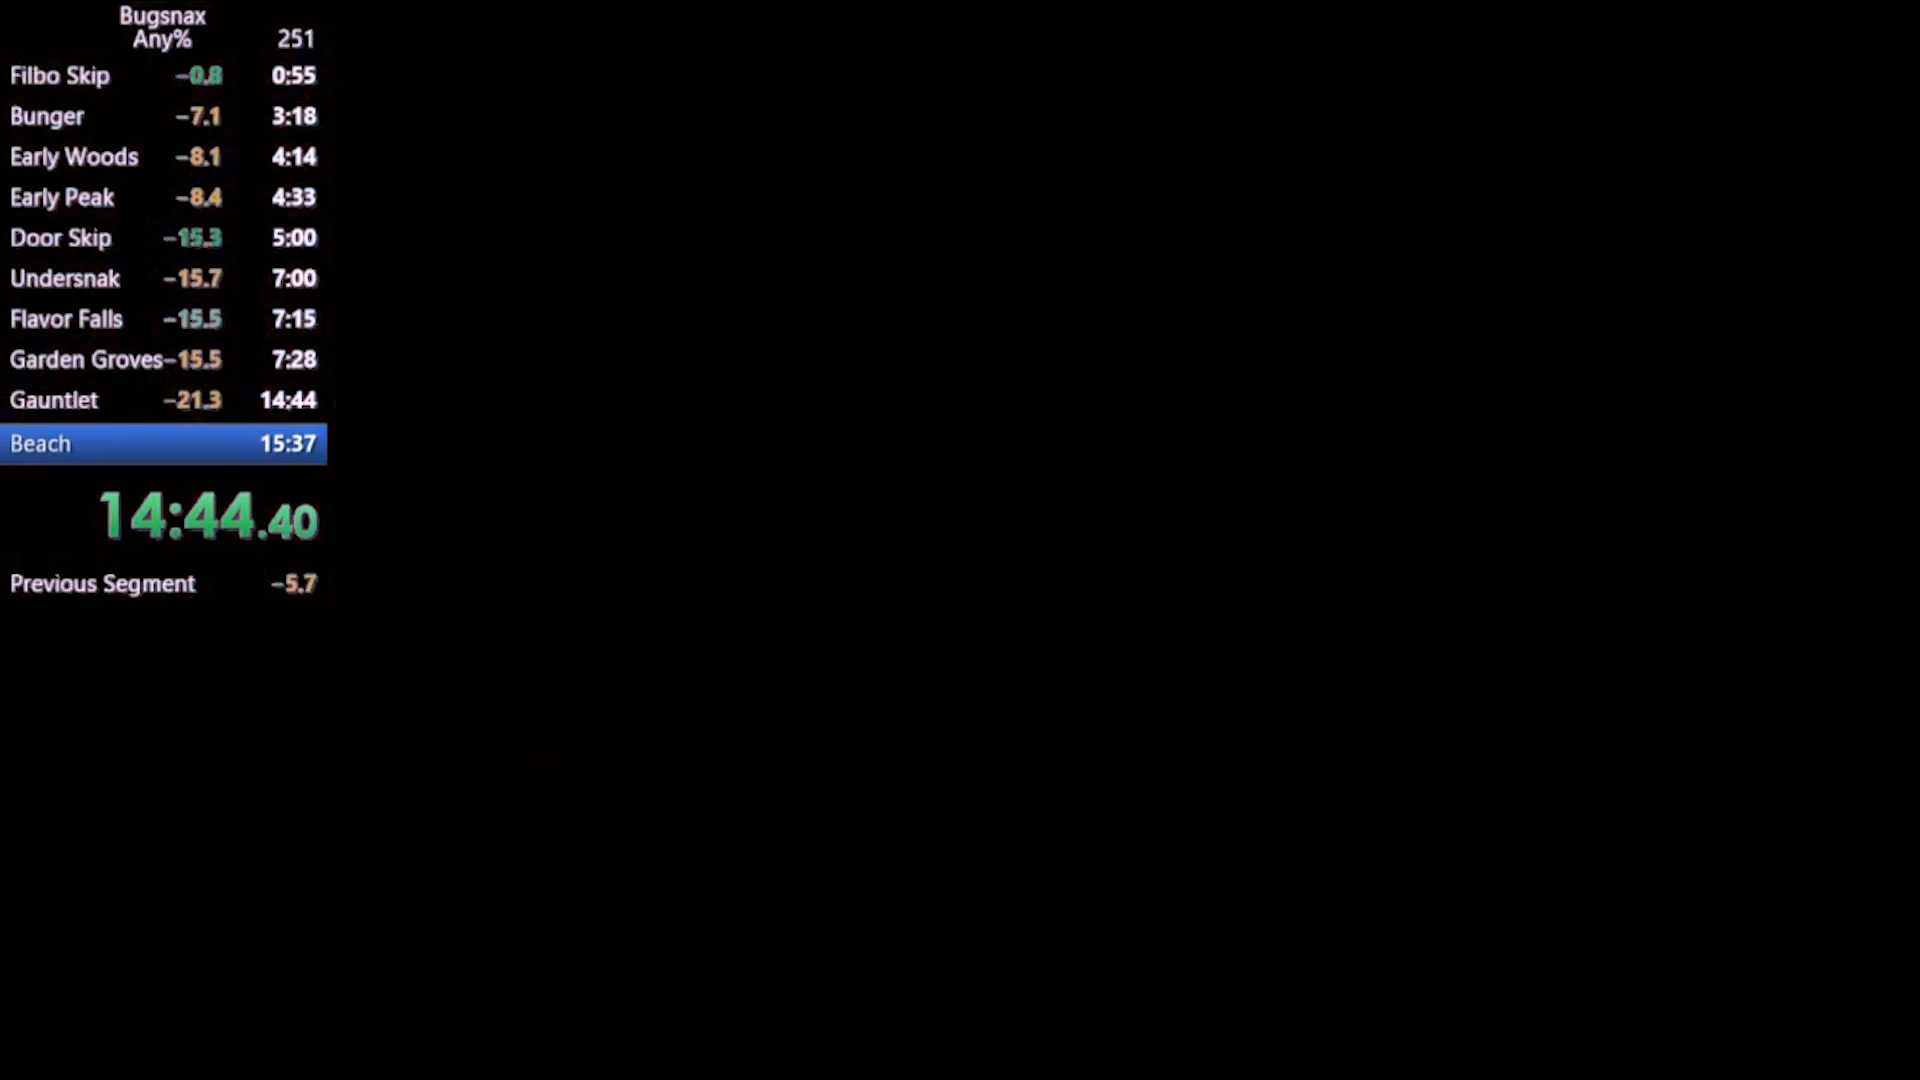 Bugsnax
Any% 251
Filbo Skip −0.8 0:55
Bunger −7.1 3:18
Early Woods −8.1 4:14
Early Peak −8.4 4:33
Door Skip −15.3 5:00
Undersnak −15.7 7:00
Flavor Falls −15.5 7:15
Garden Groves −15.5 7:28
Gauntlet −21.3 14:44
Beach 15:37
14:44.40
Previous Segment −5.7